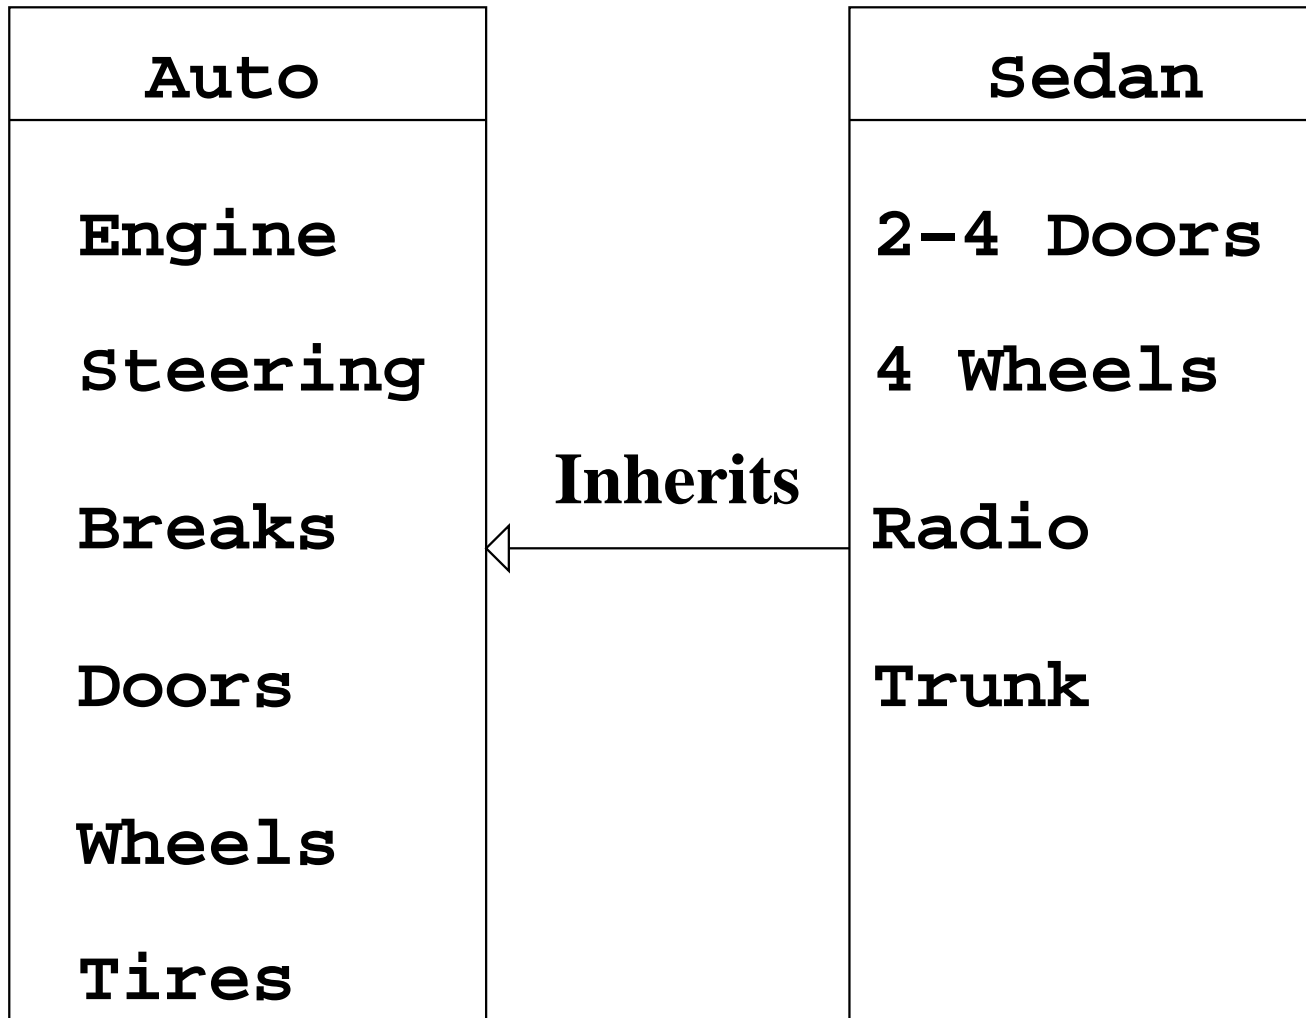 Auto
Engine
Steering
Breaks
Doors
Wheels
Tires
Inherits
Sedan
2-4 Doors
4 Wheels
Radio
Trunk